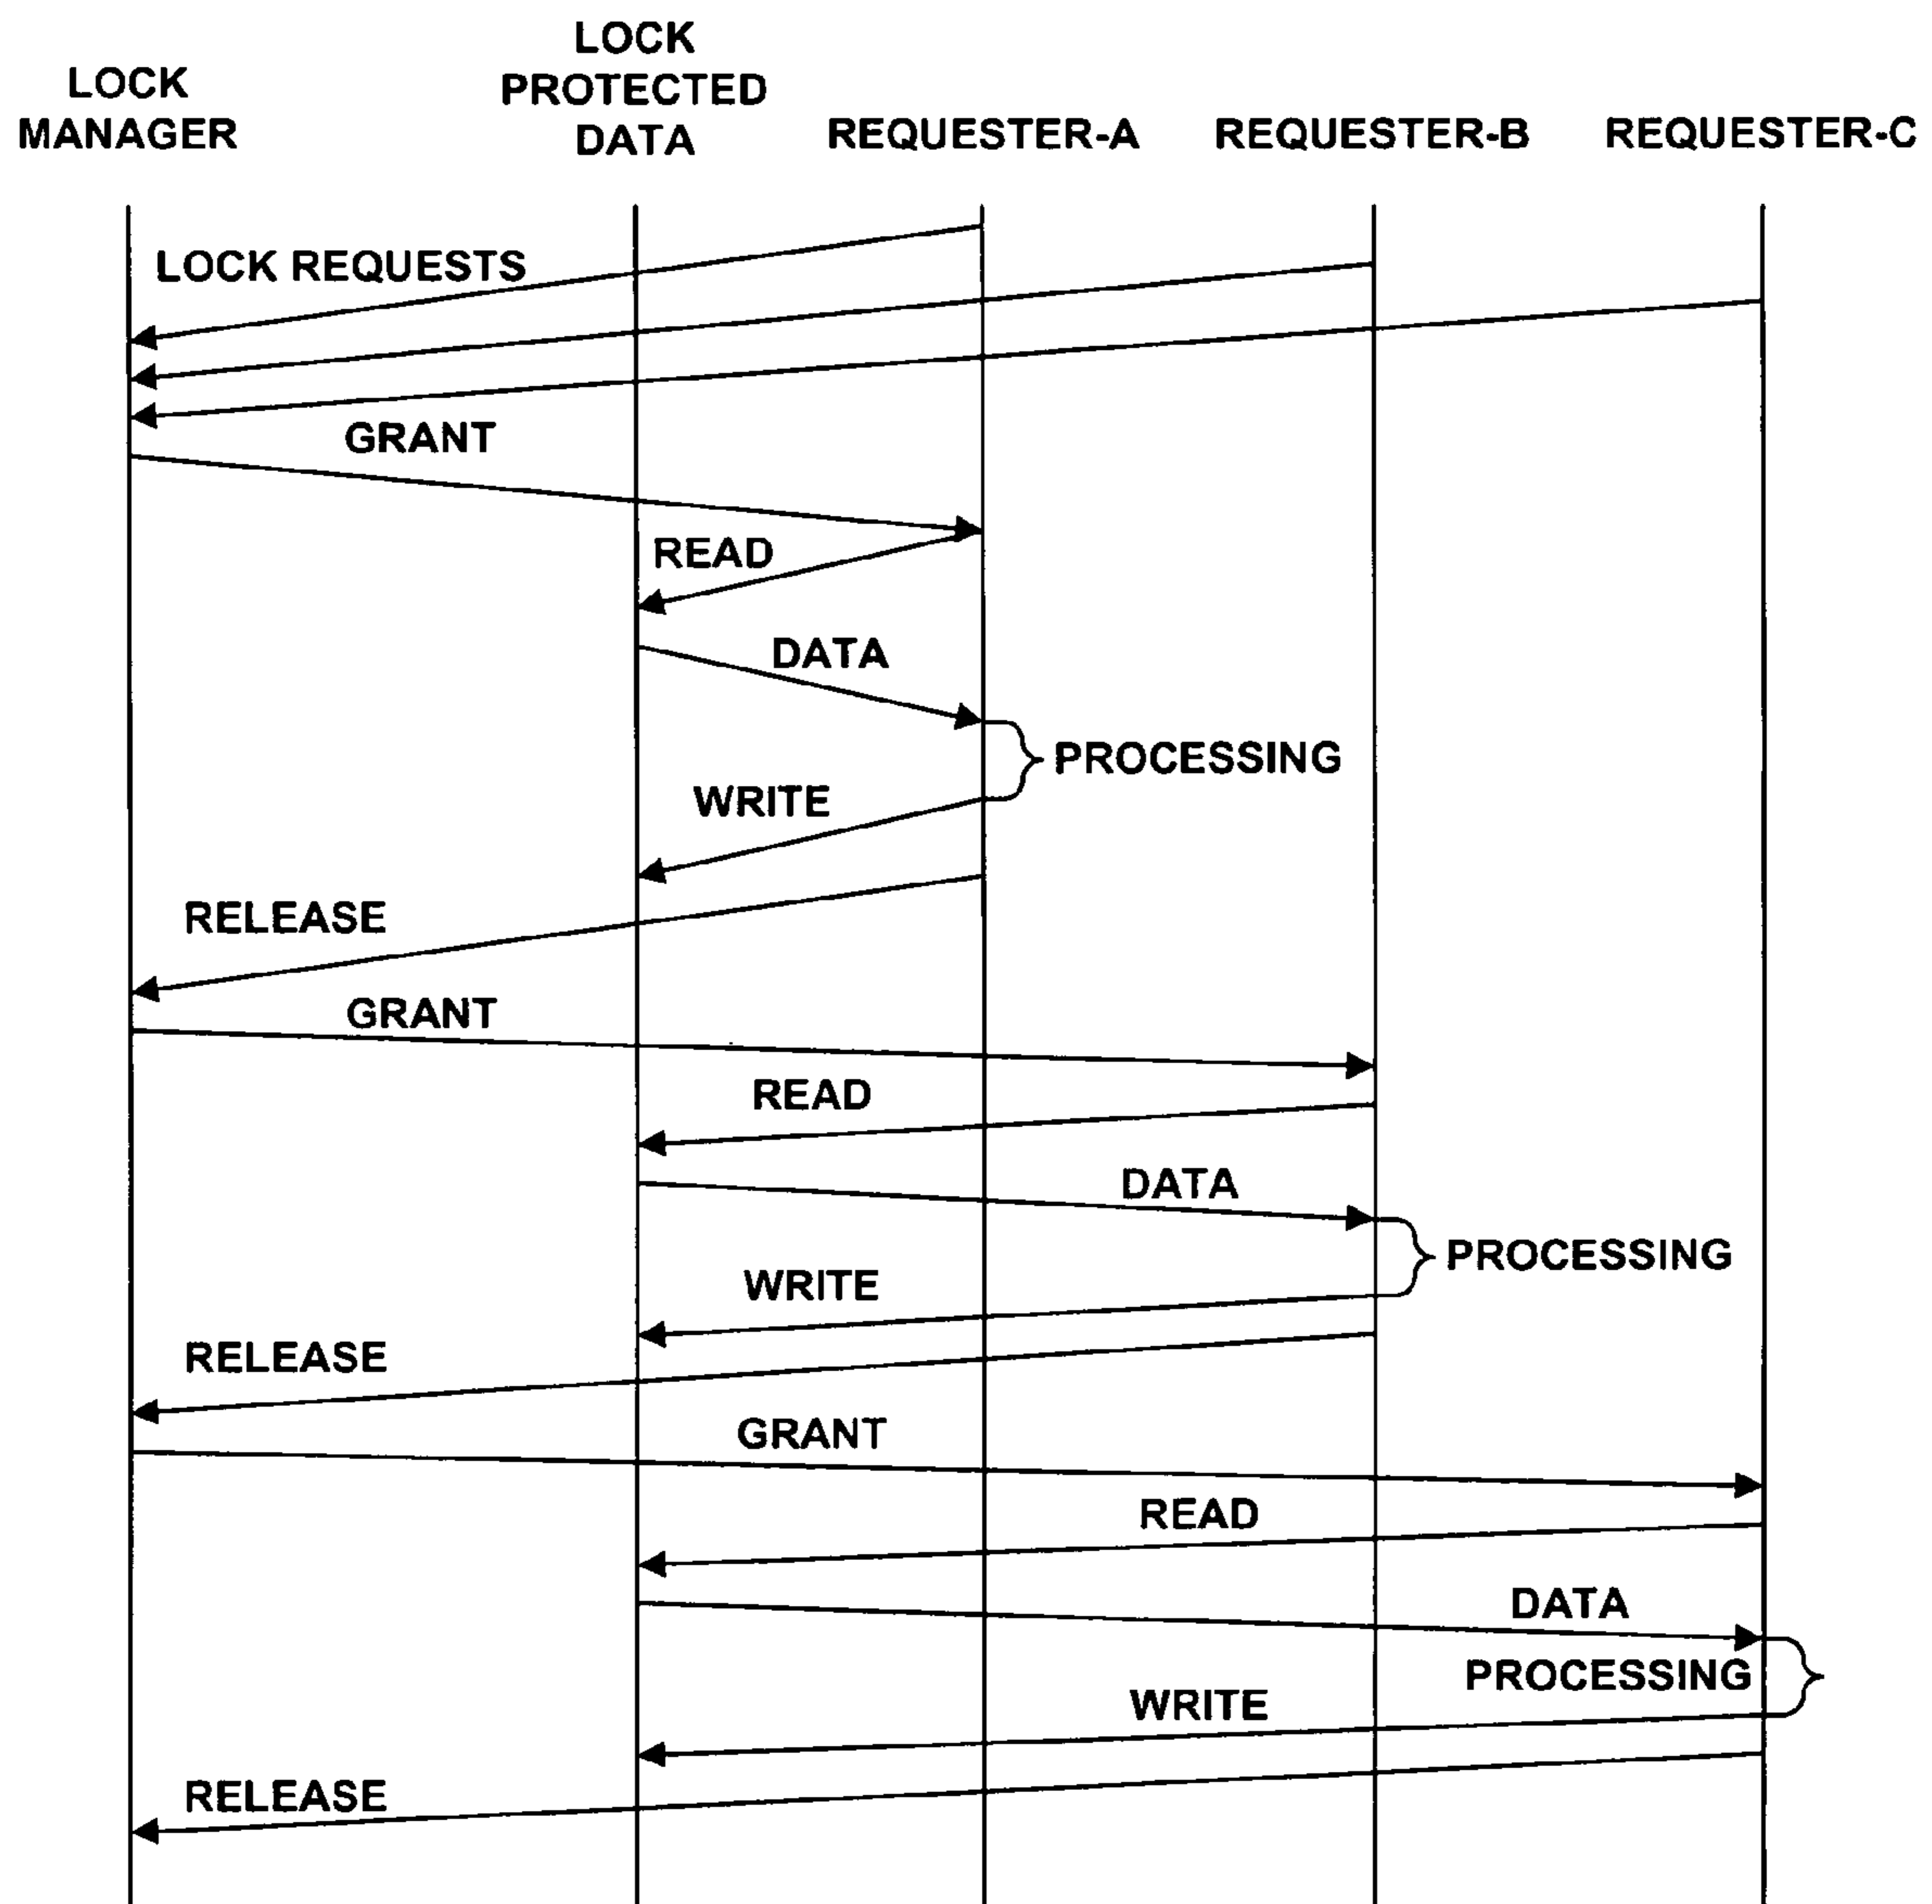 LOCK
MANAGER
LOCK
PROTECTED
DATA
REQUESTER-A
REQUESTER-B
REQUESTER-C
LOCK REQUESTS
GRANT
READ
DATA
PROCESSING
WRITE
RELEASE
GRANT
READ
DATA
PROCESSING
WRITE
RELEASE
GRANT
READ
DATA
PROCESSING
WRITE
RELEASE